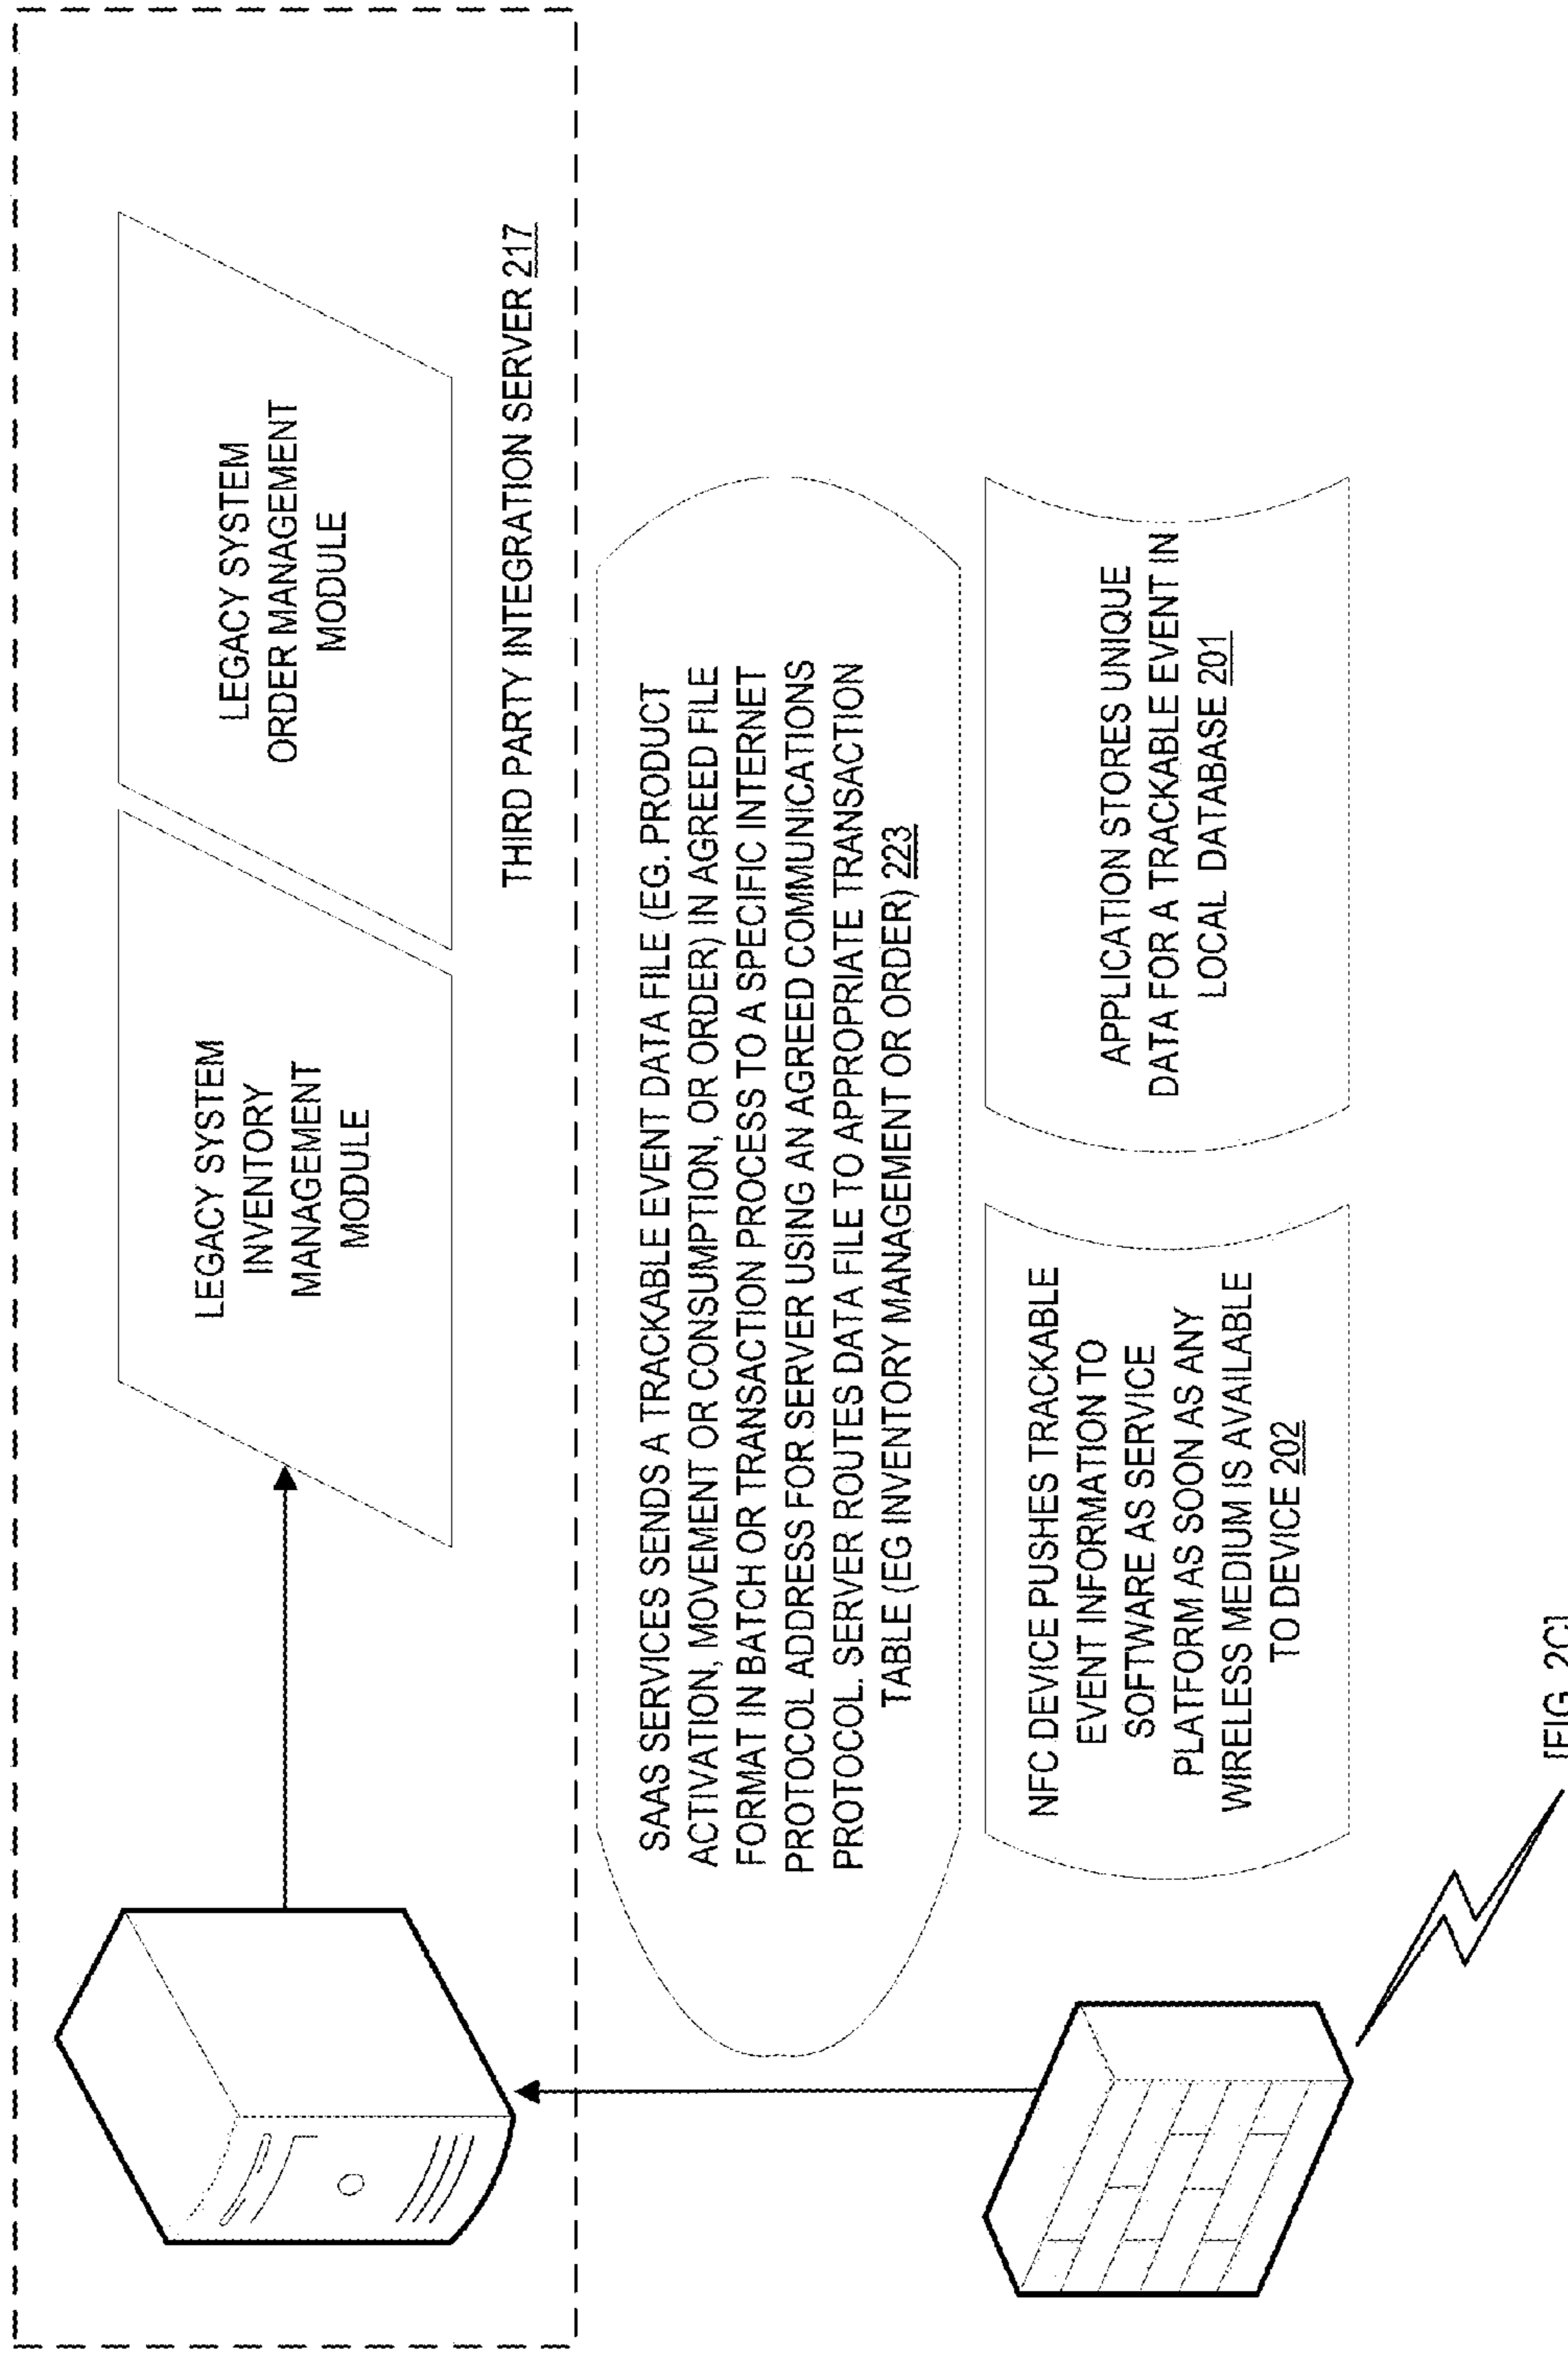 LEGACY SYSTEM
INVENTORY
MANAGEMENT
MODULE
LEGACY SYSTEM
ORDER MANAGEMENT
MODULE
THIRD PARTY INTEGRATION SERVER 217
SAAS SERVICES SENDS A TRACKABLE EVENT DATA FILE (EG. PRODUCT
ACTIVATION, MOVEMENT OR CONSUMPTION, OR ORDER) IN AGREED FILE
FORMAT IN BATCH OR TRANSACTION PROCESS TO A SPECIFIC INTERNET
PROTOCOL ADDRESS FOR SERVER USING AN AGREED COMMUNICATIONS
PROTOCOL. SERVER ROUTES DATA FILE TO APPROPRIATE TRANSACTION
TABLE (EG INVENTORY MANAGEMENT OR ORDER) 223
NFC DEVICE PUSHES TRACKABLE
EVENT INFORMATION TO
SOFTWARE AS SERVICE
PLATFORM AS SOON AS ANY
WIRELESS MEDIUM IS AVAILABLE
TO DEVICE 202
APPLICATION STORES UNIQUE
DATA FOR A TRACKABLE EVENT IN
LOCAL DATABASE 201
[FIG. 2C]